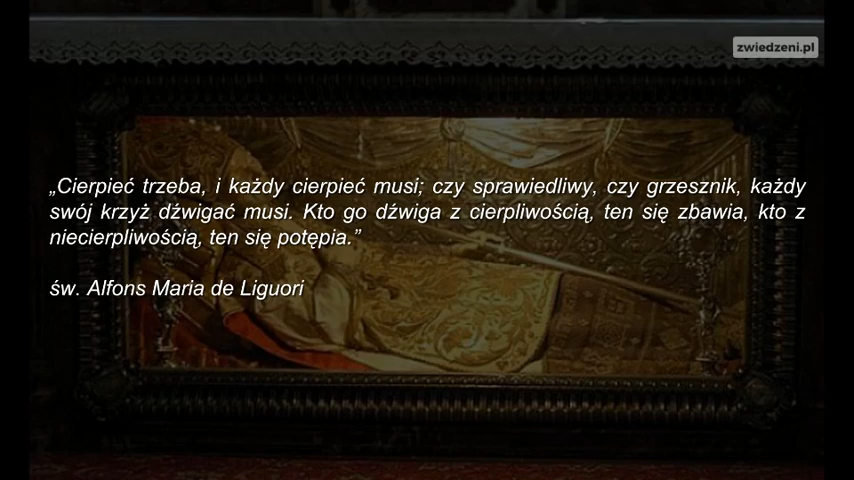 zwiedzeni.pl
„Cierpieć trzeba, i każdy cierpieć musi; czy sprawiedliwy, czy grzesznik, każdy
swój krzyż dźwigać musi. Kto go dźwiga z cierpliwością, ten się zbawia, kto z
niecierpliwością, ten się potępia.”
św. Alfons Maria de Liguori